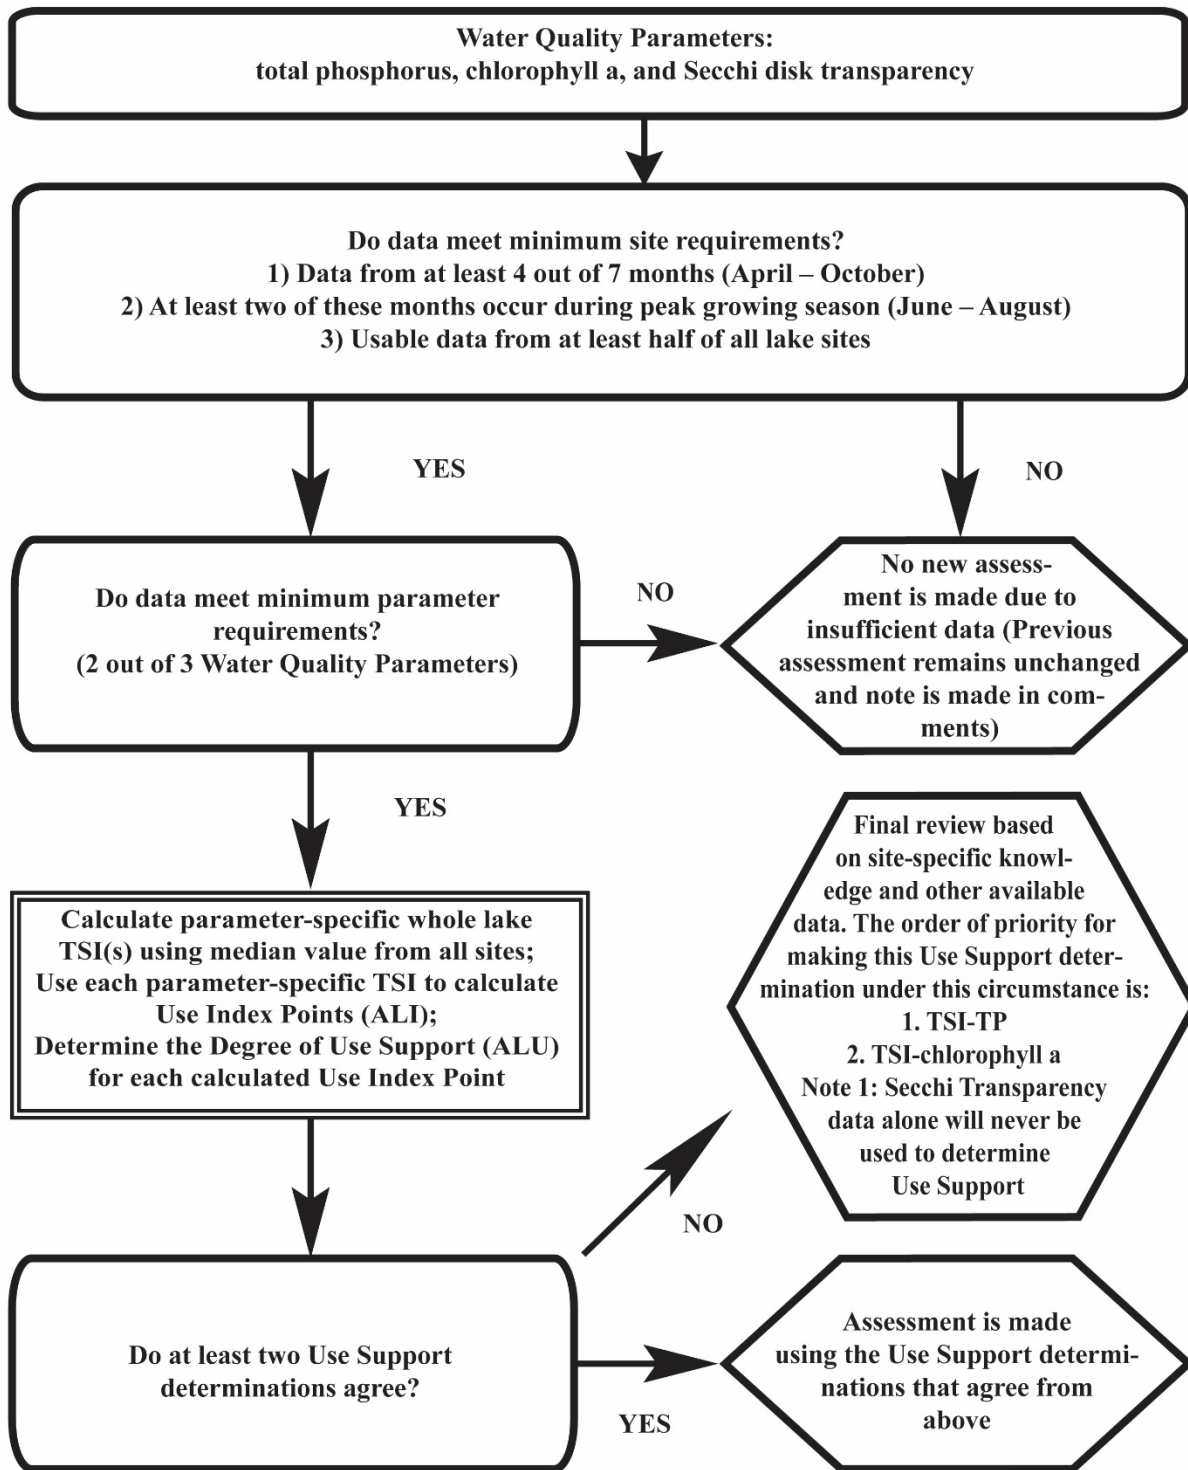 Water Quality Parameters:
total phosphorus, chlorophyll a, and Secchi disk transparency
Do data meet minimum site requirements?
1) Data from at least 4 out of 7 months (April – October)
2) At least two of these months occur during peak growing season (June – August)
3) Usable data from at least half of all lake sites
YES
NO
Do data meet minimum parameter
requirements?
(2 out of 3 Water Quality Parameters)
NO
No new assess-
ment is made due to
insufficient data (Previous
assessment remains unchanged
and note is made in com-
ments)
YES
Calculate parameter-specific whole lake
TSI(s) using median value from all sites;
Use each parameter-specific TSI to calculate
Use Index Points (ALI);
Determine the Degree of Use Support (ALU)
for each calculated Use Index Point
Final review based
on site-specific knowl-
edge and other available
data. The order of priority for
making this Use Support deter-
mination under this circumstance is:
1. TSI-TP
2. TSI-chlorophyll a
Note 1: Secchi Transparency
data alone will never be
used to determine
Use Support
NO
Do at least two Use Support
determinations agree?
YES
Assessment is made
using the Use Support determi-
nations that agree from
above